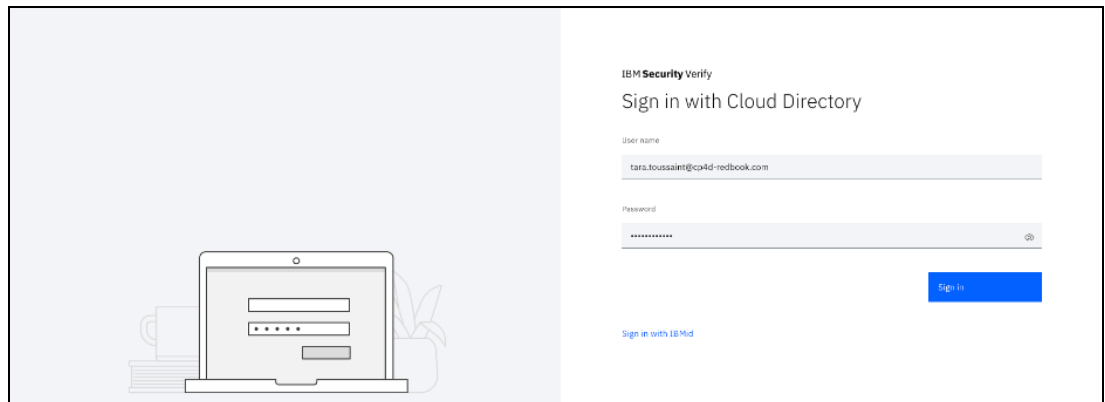 IBM Security Verify
Sign in with Cloud Directory
User name
tara.toussaint@cp4d-redbook.com
Password
••••••••••••
Sign in
Sign in with IBMid